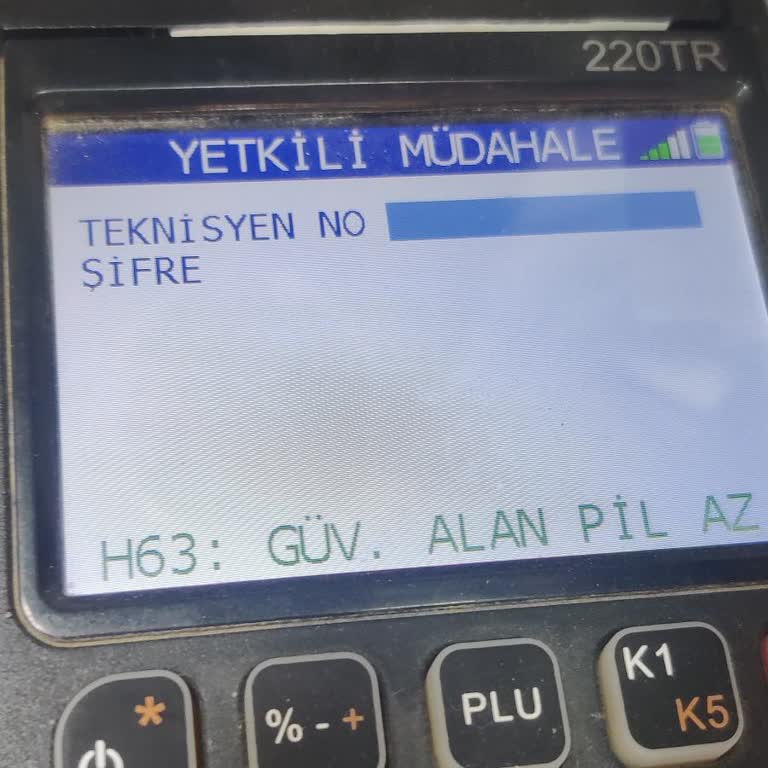 220TR
YETKİLİ MÜDAHALE
TEKNİSYEN NO
ŞİFRE
H63: GÜV. ALAN PİL AZ
*
% - +
PLU
K1
K5